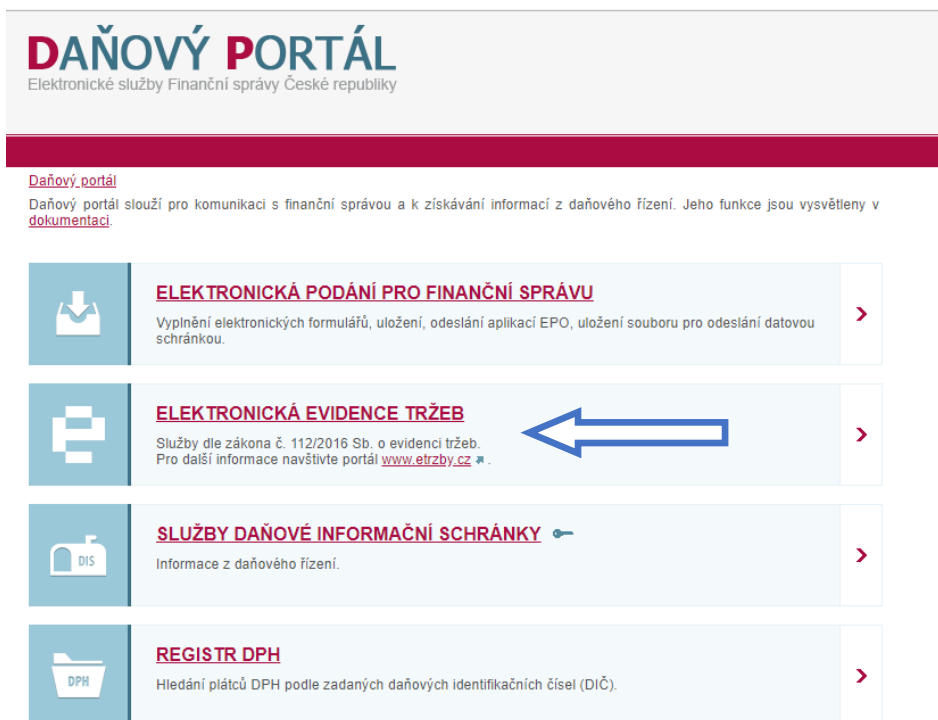 DAŇOVÝ PORTÁL
Elektronické služby Finanční správy České republiky
Daňový portál
Daňový portál slouží pro komunikaci s finanční správou a k získávání informací z daňového řízení. Jeho funkce jsou vysvětleny v
dokumentaci.
ELEKTRONICKÁ PODÁNÍ PRO FINANČNÍ SPRÁVU
Vyplnění elektronických formulářů, uložení, odeslání aplikací EPO, uložení souboru pro odeslání datovou
schránkou.
ELEKTRONICKÁ EVIDENCE TRŽEB
Služby dle zákona č. 112/2016 Sb. o evidenci tržeb.
Pro další informace navštivte portál www.etrzby.cz .
DIS
SLUŽBY DAŇOVÉ INFORMAČNÍ SCHRÁNKY
Informace z daňového řízení.
DPH
REGISTR DPH
Hledání plátců DPH podle zadaných daňových identifikačních čísel (DIČ).